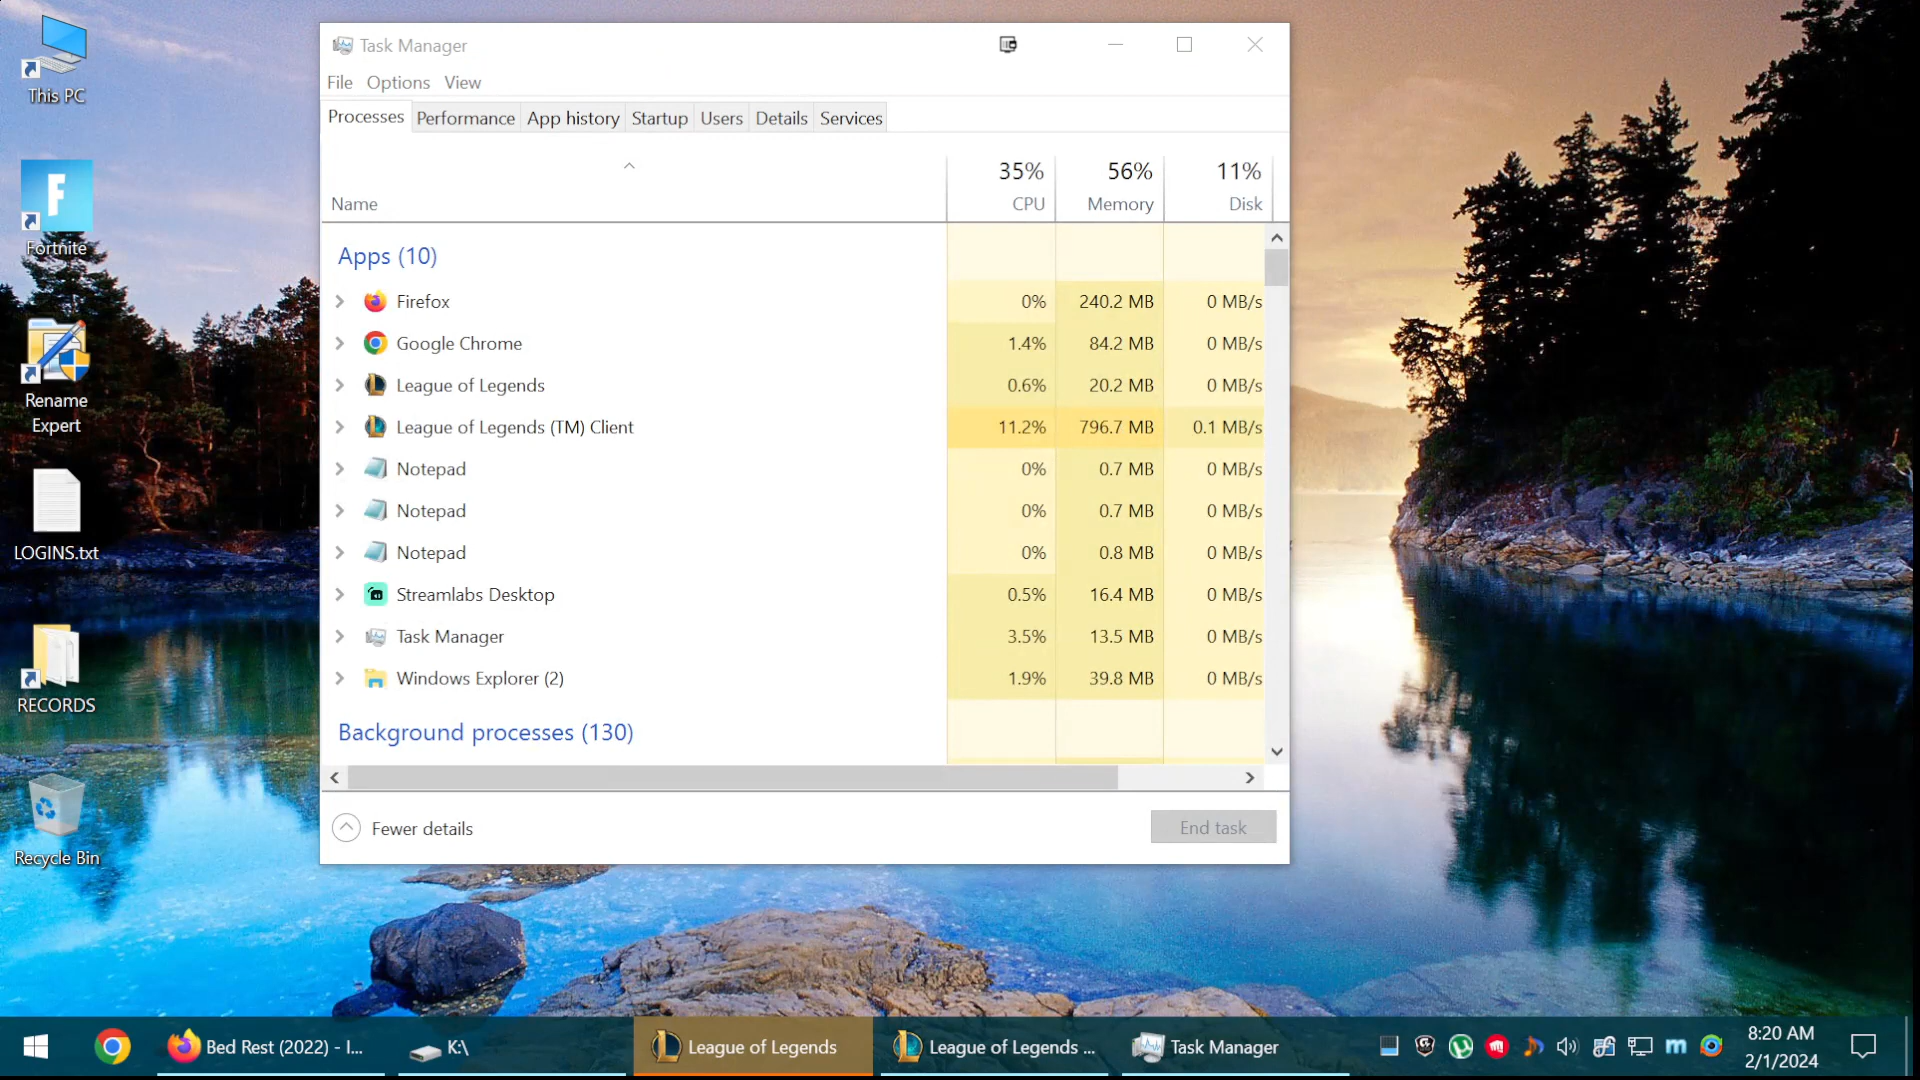 This PC
Fortnite
Rename
Expert
LOGINS.txt
RECORDS
Recycle Bin
Task Manager
File Options View
Processes Performance App history Startup Users Details Services
35% 56% 11%
Name CPU Memory Disk
Apps (10)
Firefox 0% 240.2 MB 0 MB/s
Google Chrome 1.4% 84.2 MB 0 MB/s
League of Legends 0.6% 20.2 MB 0 MB/s
League of Legends (TM) Client 11.2% 796.7 MB 0.1 MB/s
Notepad 0% 0.7 MB 0 MB/s
Notepad 0% 0.7 MB 0 MB/s
Notepad 0% 0.8 MB 0 MB/s
Streamlabs Desktop 0.5% 16.4 MB 0 MB/s
Task Manager 3.5% 13.5 MB 0 MB/s
Windows Explorer (2) 1.9% 39.8 MB 0 MB/s
Background processes (130)
Fewer details
End task
Bed Rest (2022) - I...
K:\
League of Legends
League of Legends ...
Task Manager
8:20 AM
2/1/2024